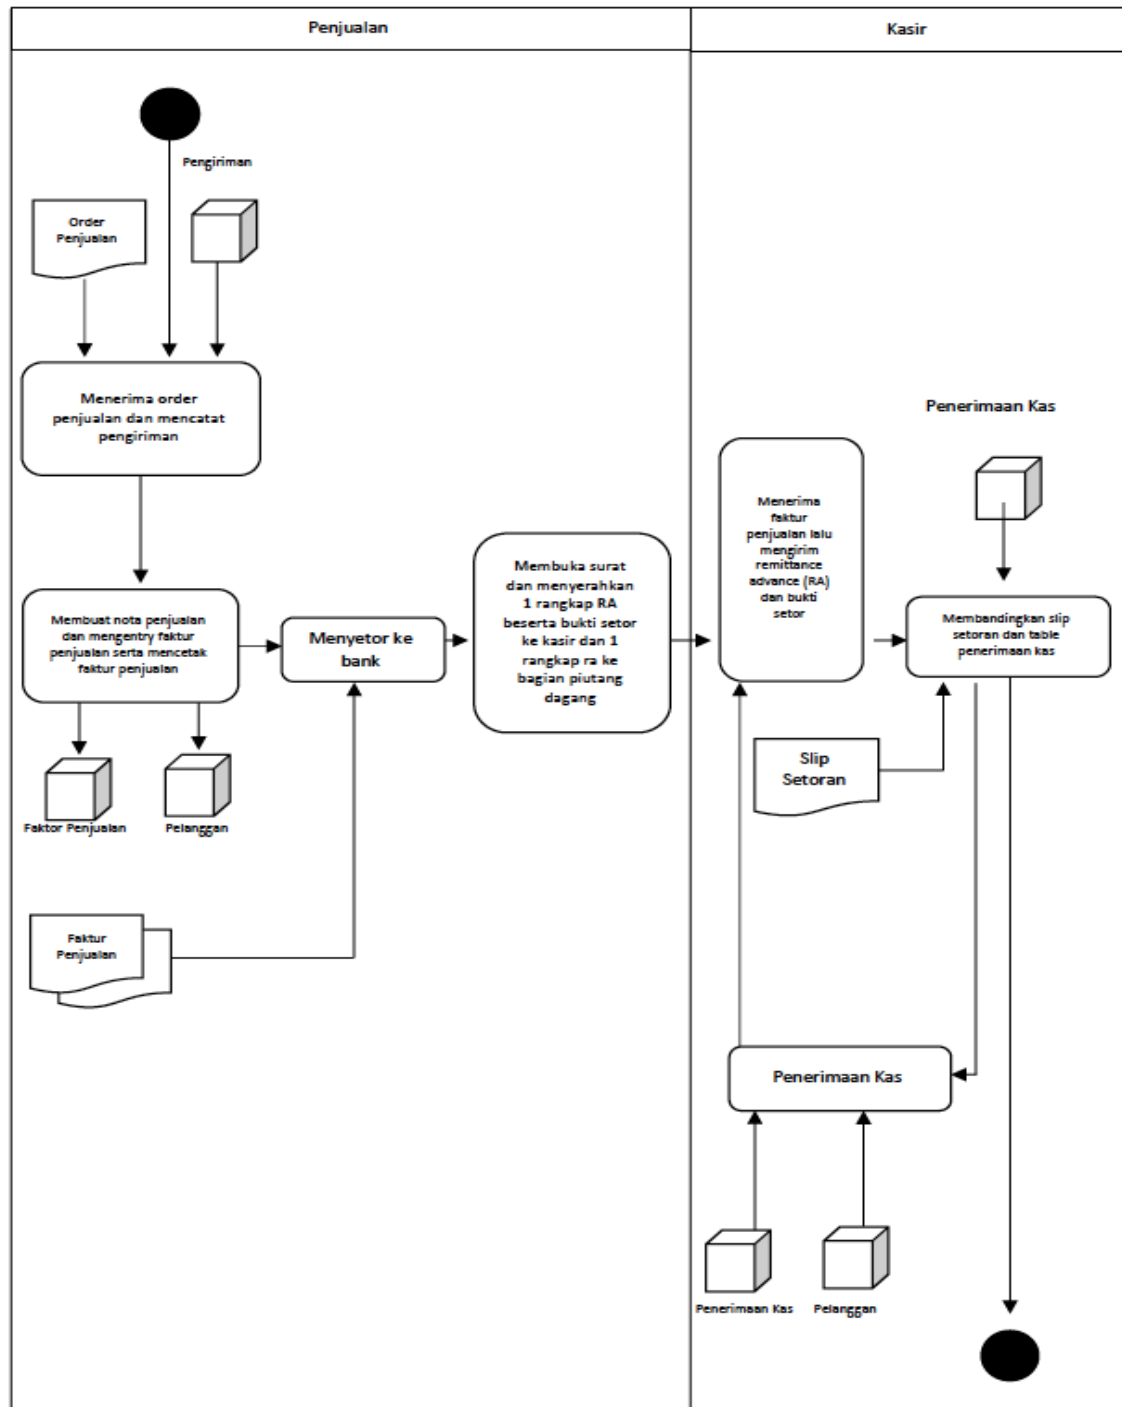 Penjualan
Kasir
Pengiriman
Order
Penjualan
Menerima order
penjualan dan mencatat
pengiriman
Penerimaan Kas
Menerima
faktur
penjualan lalu
mengirim
remittance
advance (RA)
dan bukti
setor
Membuka surat
dan menyerahkan
1 rangkap RA
beserta bukti setor
ke kasir dan 1
rangkap ra ke
bagian piutang
dagang
Membuat nota penjualan
dan mengentry faktur
penjualan serta mencetak
faktur penjualan
Menyetor ke
bank
Membandingkan slip
setoran dan table
penerimaan kas
Slip
Setoran
Faktor Penjualan
Pelanggan
Faktur
Penjualan
Penerimaan Kas
Penerimaan Kas
Pelanggan